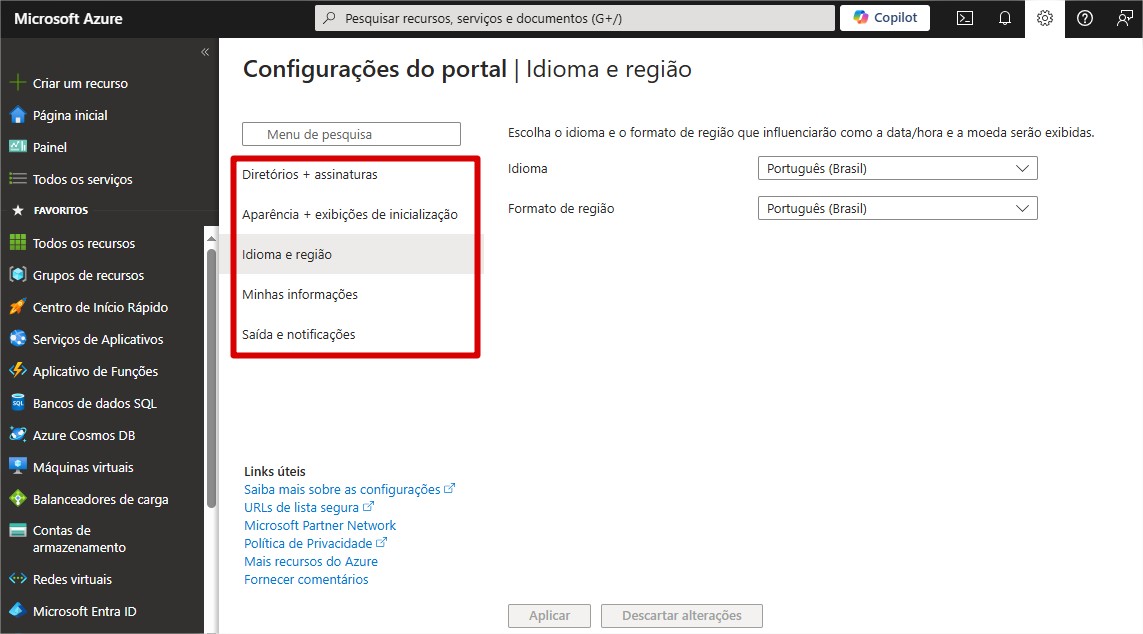 Microsoft Azure
Pesquisar recursos, serviços e documentos (G+/)
Copilot
Criar um recurso
Página inicial
Painel
Todos os serviços
FAVORITOS
Todos os recursos
Grupos de recursos
Centro de Início Rápido
Serviços de Aplicativos
Aplicativo de Funções
Bancos de dados SQL
Azure Cosmos DB
Máquinas virtuais
Balanceadores de carga
Contas de
armazenamento
Redes virtuais
Microsoft Entra ID
Configurações do portal | Idioma e região
Menu de pesquisa
Diretórios + assinaturas
Aparência + exibições de inicialização
Idioma e região
Minhas informações
Saída e notificações
Links úteis
Saiba mais sobre as configurações
URLs de lista segura
Microsoft Partner Network
Política de Privacidade
Mais recursos do Azure
Fornecer comentários
Escolha o idioma e o formato de região que influenciarão como a data/hora e a moeda serão exibidas.
Idioma Português (Brasil)
Formato de região Português (Brasil)
Aplicar Descartar alterações